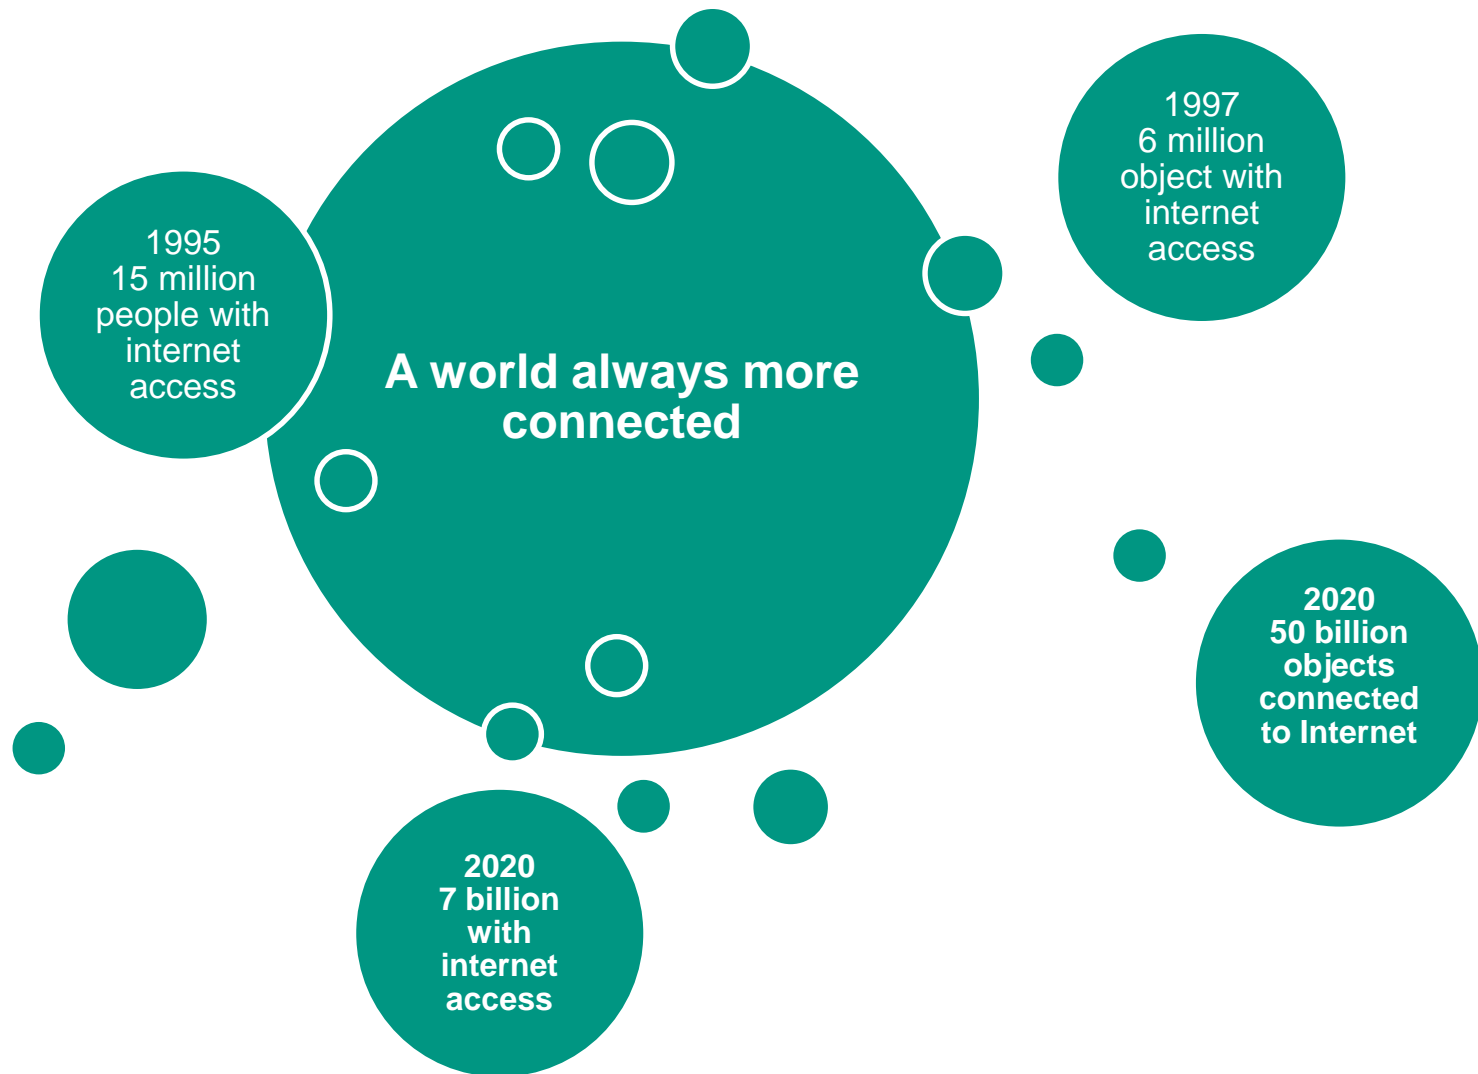 A world always more
connected
1995
15 million
people with
internet
access
1997
6 million
object with
internet
access
2020
50 billion
objects
connected
to Internet
2020
7 billion
with
internet
access